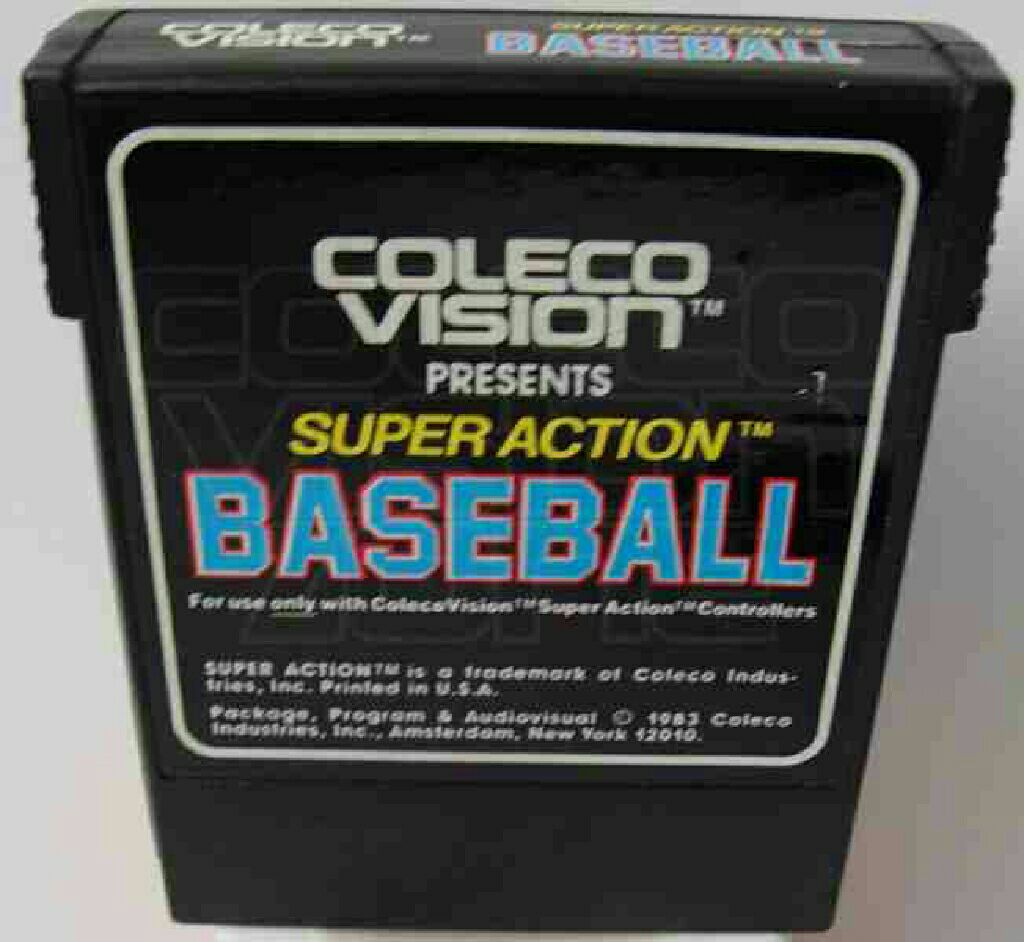 COLECO
VISION™
SUPER ACTION™
BASEBALL
COLECO
VISION™
PRESENTS
SUPER ACTION™
BASEBALL
For use only with ColecoVision™ Super Action™ Controllers
SUPER ACTION™ is a trademark of Coleco Indus-
tries, Inc. Printed in U.S.A.
Package, Program & Audiovisual © 1983 Coleco
Industries, Inc., Amsterdam, New York 12010.